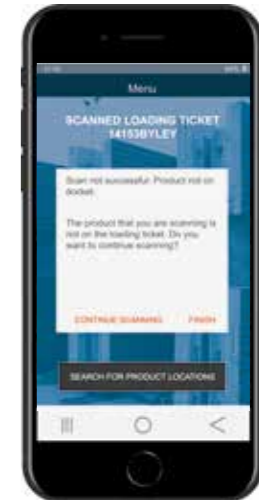 Menu
SCANNED LOADING TICKET
14153BYLEY
Scan not successful. Product not on
docket.
The product that you are scanning is
not on the loading ticket. Do you
want to continue scanning?
CONTINUE SCANNING FINISH
SEARCH FOR PRODUCT LOCATIONS